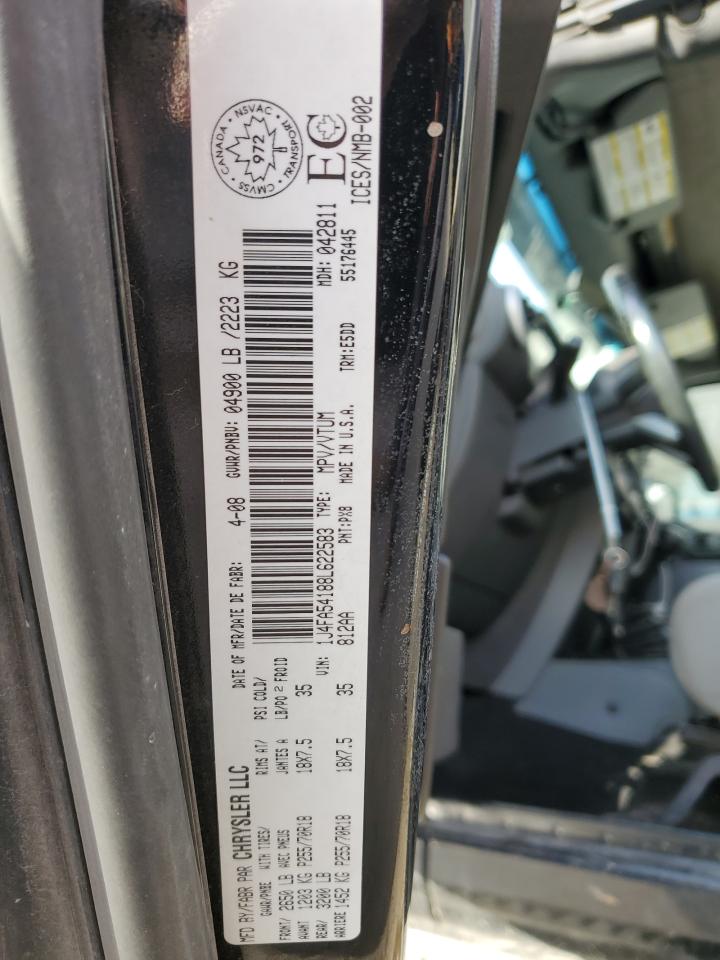 MFD BY/FABR PAR CHRYSLER LLC
DATE OF MFR/DATE DE FABR: 4-08
GVWR/PNBV: 04900 LB /2223 KG
GAWR/PNBE WITH TIRES/ RIMS AT/ PSI COLD/
AVEC PNEUS JANTES A LB/PO 2 FROID
FRONT/ 2650 LB
AVANT 1203 KG P255/70R18 18X7.5 35
REAR/ 3200 LB
ARRIERE 1452 KG P255/70R18 18X7.5 35
VIN: 1J4FA54188L622583 TYPE: MPV/VTUM
MDH: 042811
812AA PNT:PX8 MADE IN U.S.A. TRM:E5DD 55176445
CANADA • NSVAC • TRANSPORT • CMVSS •
972
EC
ICES/NMB-002